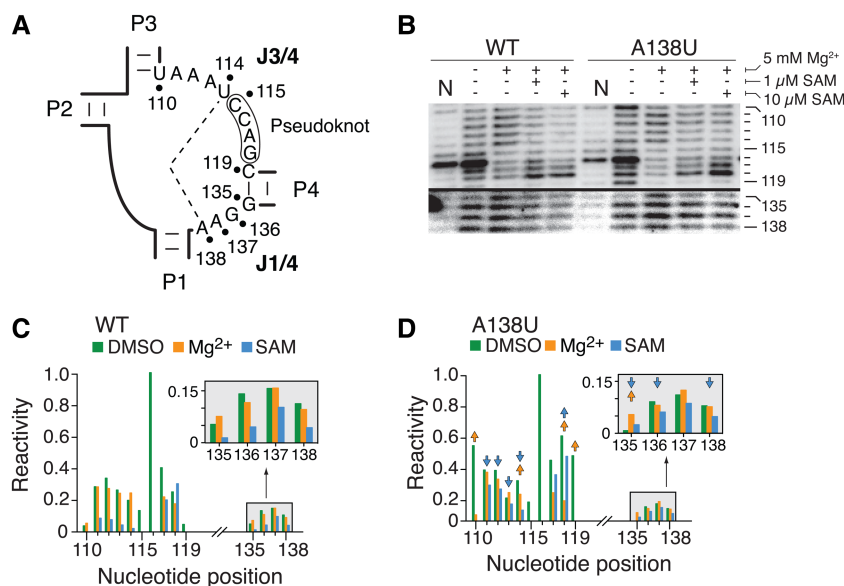 A
P3
J3/4
114
U A A A U
110
115
C C A G
Pseudoknot
P2
119
C
P4
135
G
G
A A
136
137
138
J1/4
P1
B
WT
A138U
N
- - + + +
N
- - + + +
5 mM Mg²⁺
- - - + -
- - - + -
1 µM SAM
- - - - +
- - - - +
10 µM SAM
110
115
119
135
138
C
WT
DMSO Mg²⁺ SAM
Reactivity
1.0
0.8
0.6
0.4
0.2
0
0.15
0
135 136 137 138
110 115 119 135 138
Nucleotide position
D
A138U
DMSO Mg²⁺ SAM
Reactivity
1.0
0.8
0.6
0.4
0.2
0
0.15
0
135 136 137 138
110 115 119 135 138
Nucleotide position